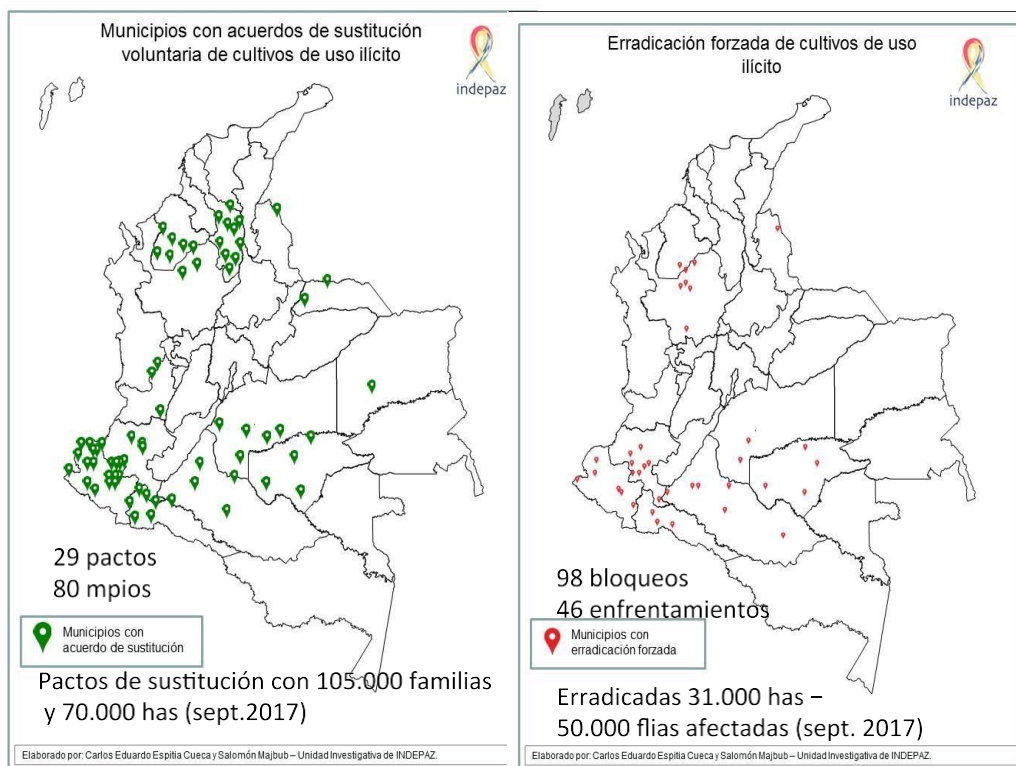 Municipios con acuerdos de sustitución
voluntaria de cultivos de uso ilícito
indepaz
29 pactos
80 mpios
Municipios con
acuerdo de sustitución
Pactos de sustitución con 105.000 familias
y 70.000 has (sept.2017)
Elaborado por: Carlos Eduardo Espitia Cueca y Salomón Majbub – Unidad Investigativa de INDEPAZ.
Erradicación forzada de cultivos de uso
ilícito
indepaz
98 bloqueos
46 enfrentamientos
Municipios con
erradicación forzada
Erradicadas 31.000 has –
50.000 flias afectadas (sept. 2017)
Elaborado por: Carlos Eduardo Espitia Cueca y Salomón Majbub – Unidad Investigativa de INDEPAZ.